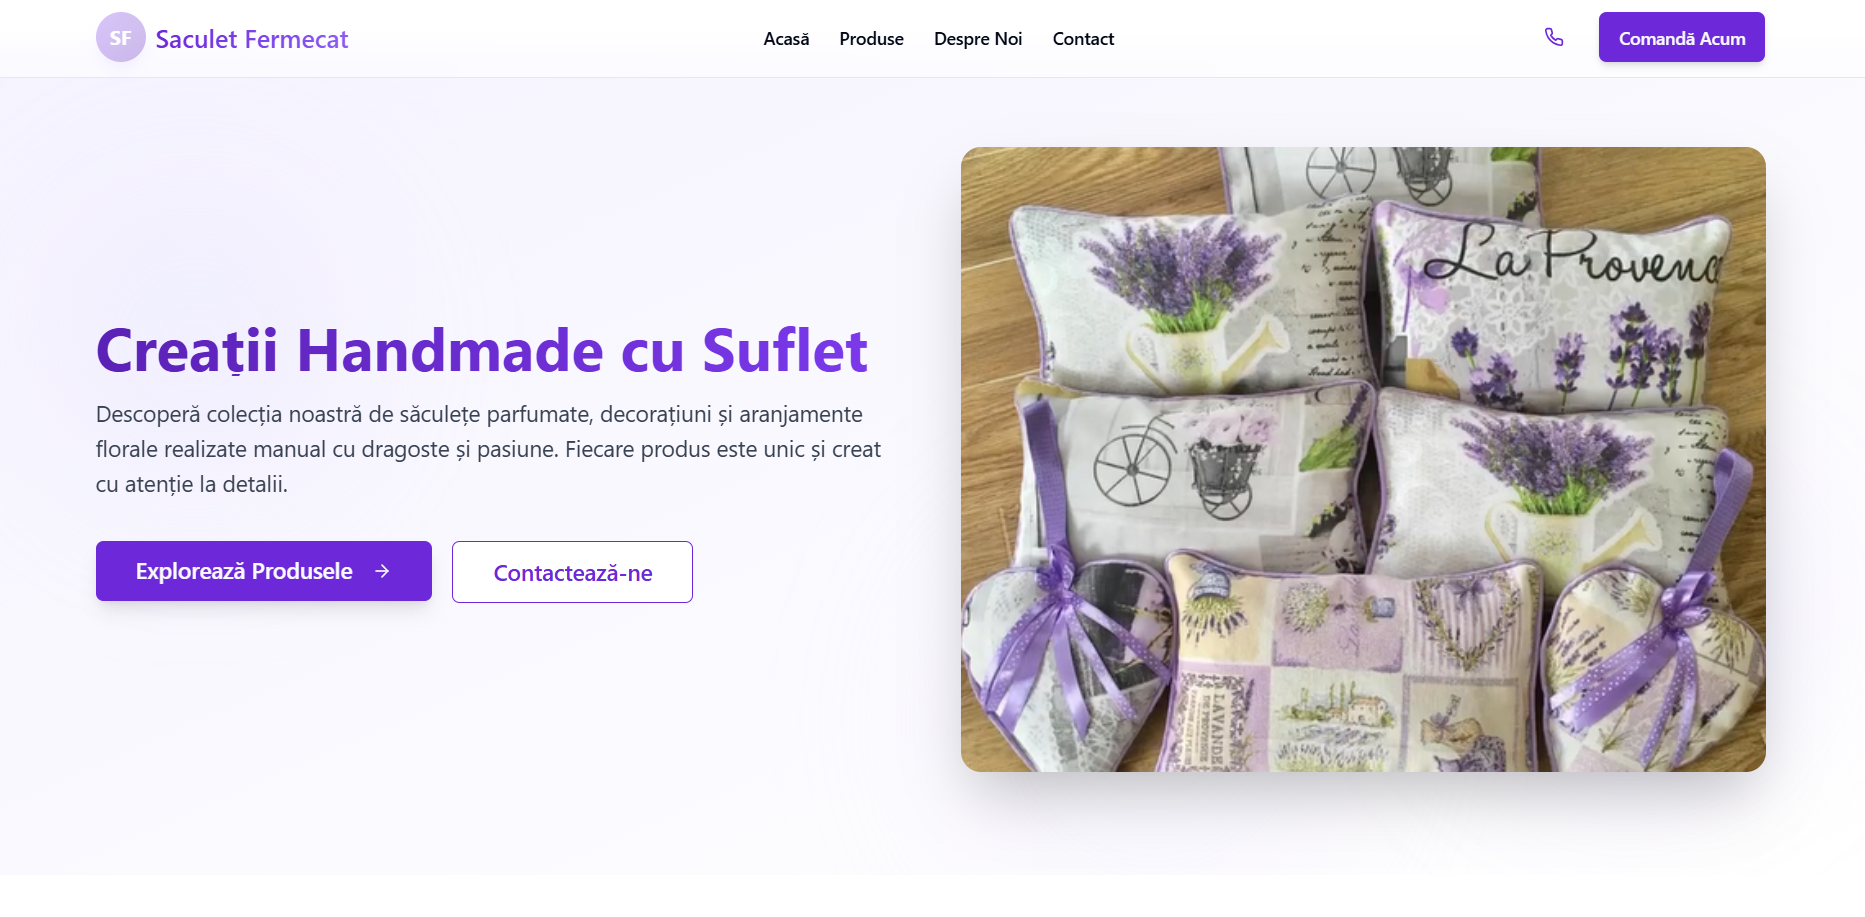 SF
Saculet Fermecat
Acasă
Produse
Despre Noi
Contact
Comandă Acum
Creații Handmade cu Suflet
Descoperă colecția noastră de săculețe parfumate, decorațiuni și aranjamente
florale realizate manual cu dragoste și pasiune. Fiecare produs este unic și creat
cu atenție la detalii.
Explorează Produsele
Contactează-ne
La Provenc
LAVANDE